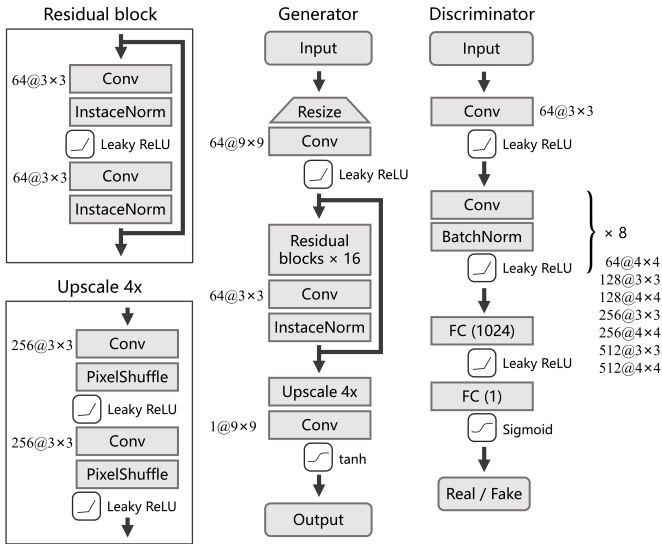 Residual block
64@3×3
Conv
InstaceNorm
Leaky ReLU
64@3×3
Conv
InstaceNorm
Upscale 4x
256@3×3
Conv
PixelShuffle
Leaky ReLU
256@3×3
Conv
PixelShuffle
Leaky ReLU
Generator
Input
Resize
64@9×9
Conv
Leaky ReLU
Residual
blocks × 16
64@3×3
Conv
InstaceNorm
Upscale 4x
1@9×9
Conv
tanh
Output
Discriminator
Input
Conv
64@3×3
Leaky ReLU
Conv
BatchNorm
Leaky ReLU
× 8
64@4×4
128@3×3
128@4×4
256@3×3
256@4×4
512@3×3
512@4×4
FC (1024)
Leaky ReLU
FC (1)
Sigmoid
Real / Fake